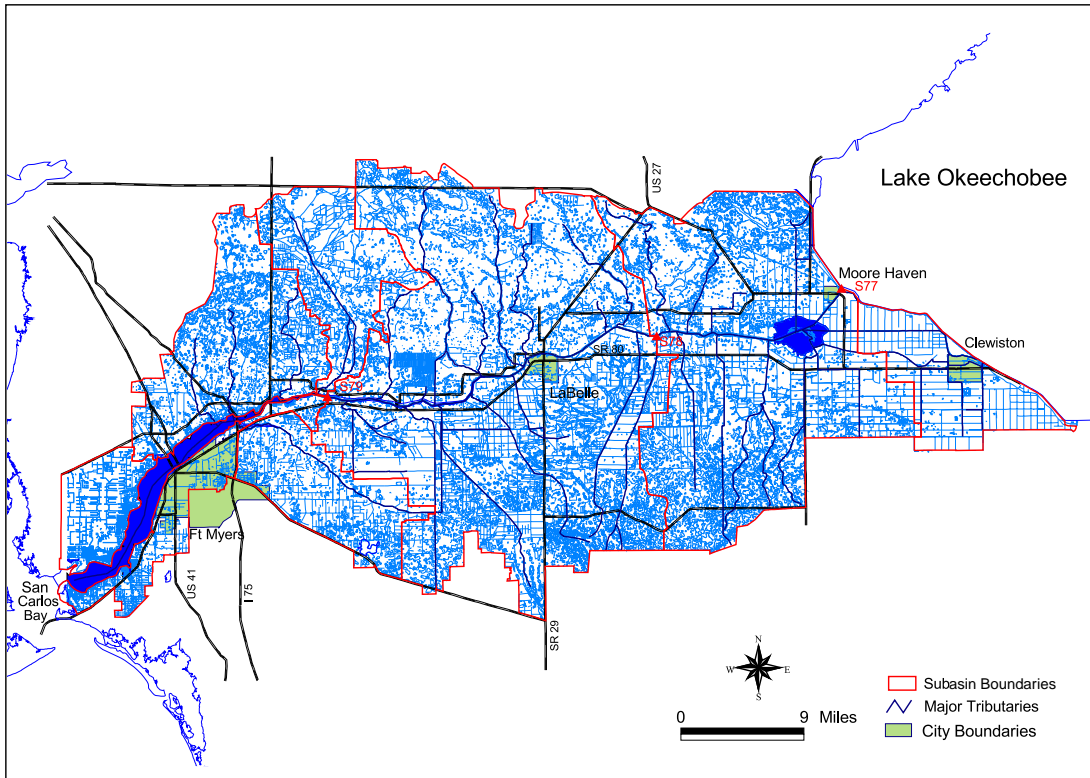 Lake Okeechobee
US 27
Moore Haven
S77
Clewiston
S78
SR 80
LaBelle
S79
Ft Myers
San
Carlos
Bay
US 41
I 75
SR 29
N
W E
S
0 9 Miles
Subasin Boundaries
Major Tributaries
City Boundaries